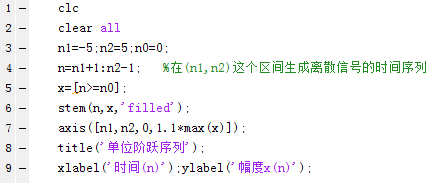 1 - clc
2 - clear all
3 - n1=-5;n2=5;n0=0;
4 - n=n1+1:n2-1; %在(n1,n2)这个区间生成离散信号的时间序列
5 - x=[n>=n0];
6 - stem(n,x,'filled');
7 - axis([n1,n2,0,1.1*max(x)]);
8 - title('单位阶跃序列');
9 - xlabel('时间(n)');ylabel('幅度x(n)');